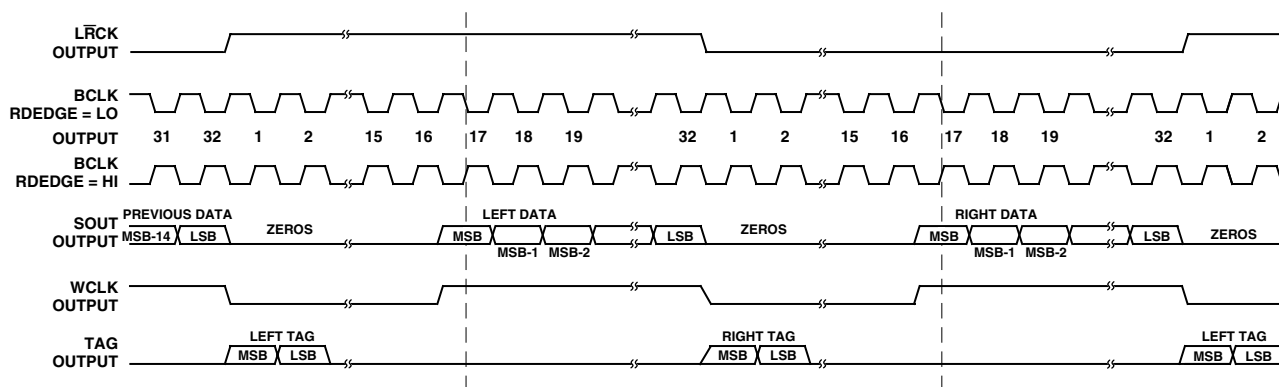 LR̅CK
OUTPUT
BCLK
RDEDGE = LO
OUTPUT
31 32 1 2 15 16 17 18 19 32 1 2 15 16 17 18 19 32 1 2
BCLK
RDEDGE = HI
SOUT
OUTPUT
PREVIOUS DATA LEFT DATA RIGHT DATA
MSB-14 LSB ZEROS MSB LSB ZEROS MSB LSB ZEROS
MSB-1 MSB-2 MSB-1 MSB-2
WCLK
OUTPUT
TAG
OUTPUT
LEFT TAG RIGHT TAG LEFT TAG
MSB LSB MSB LSB MSB LSB